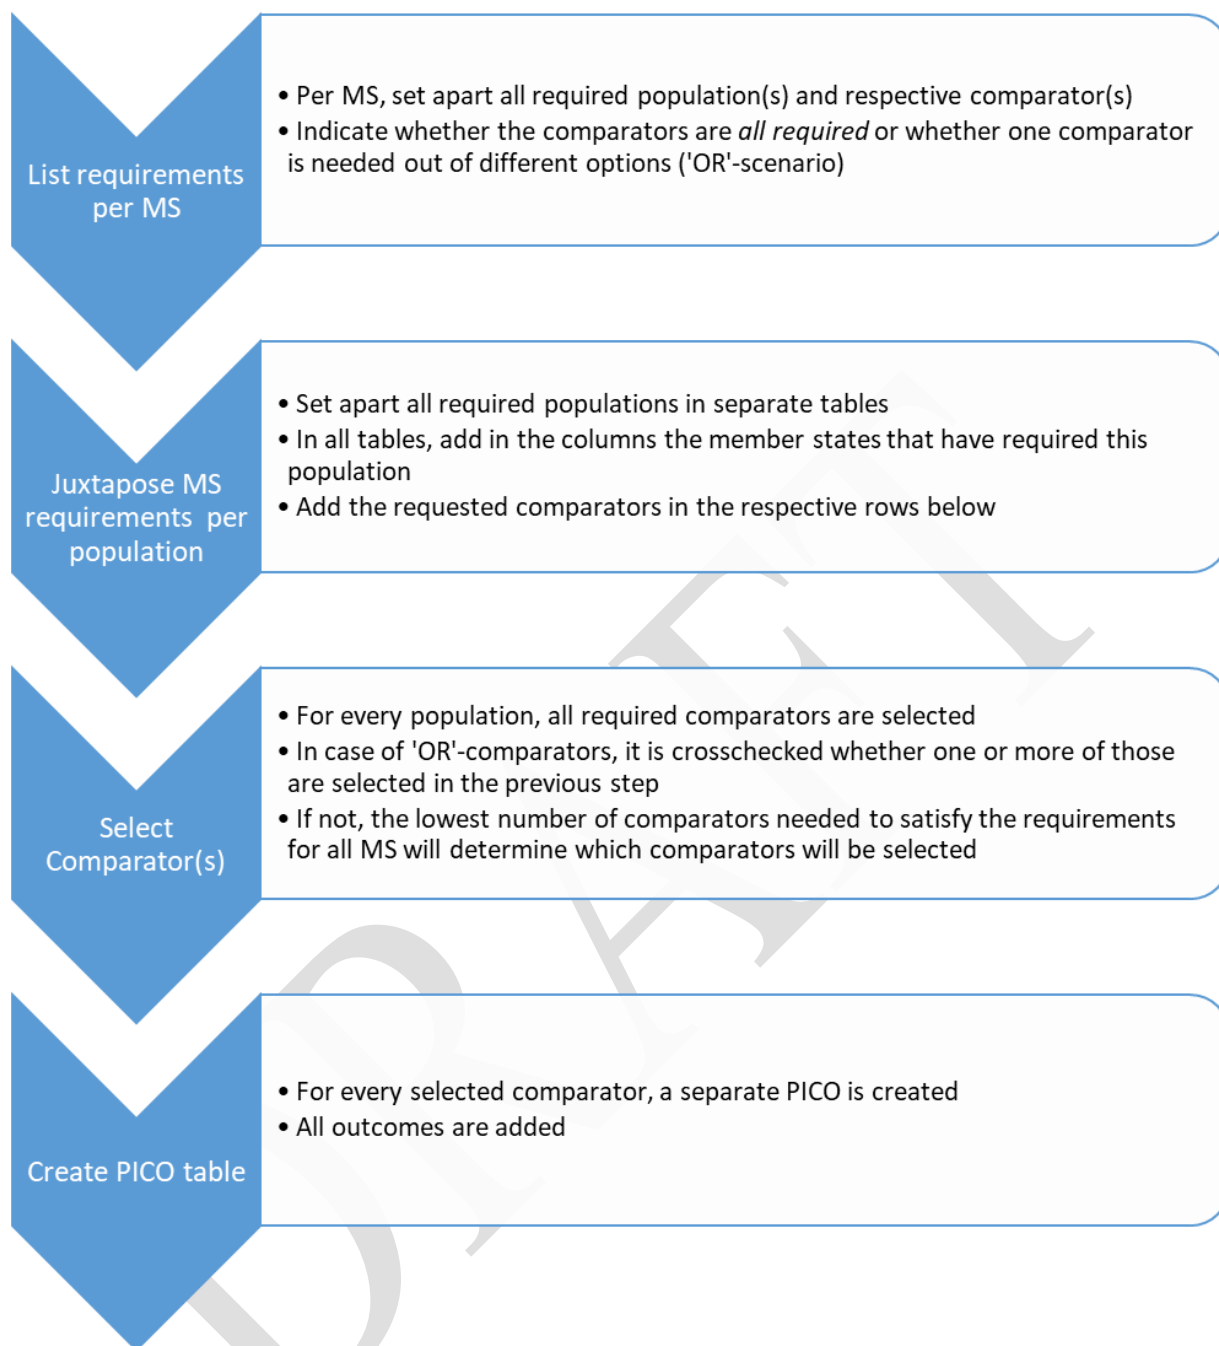 List requirements
per MS
• Per MS, set apart all required population(s) and respective comparator(s)
• Indicate whether the comparators are all required or whether one comparator
is needed out of different options ('OR'-scenario)
Juxtapose MS
requirements per
population
• Set apart all required populations in separate tables
• In all tables, add in the columns the member states that have required this
population
• Add the requested comparators in the respective rows below
Select
Comparator(s)
• For every population, all required comparators are selected
• In case of 'OR'-comparators, it is crosschecked whether one or more of those
are selected in the previous step
• If not, the lowest number of comparators needed to satisfy the requirements
for all MS will determine which comparators will be selected
Create PICO table
• For every selected comparator, a separate PICO is created
• All outcomes are added
DRAFT